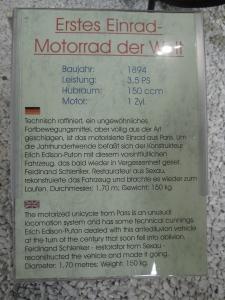 Erstes Einrad-
Motorrad der Welt
Baujahr: 1894
Leistung: 3,5 PS
Hubraum: 150 ccm
Motor: 1 Zyl.
Technisch raffiniert, ein ungewöhnliches
Fortbewegungsmittel, aber vollig aus der Art
geschlagen, ist das motorisierte Einrad aus Paris. Um
die Jahrhundertwende befaßt sich der Konstrukteur
Erich Edison-Puton mit diesem vorsintflutlichen
Fahrzeug, das bald wieder in Vergessenheit geriet.
Ferdinand Schlenker, Restaurateur aus Sexau,
rekonstruierte das Fahrzeug und brachte es wieder zum
Laufen. Durchmesser: 1,70 m; Gewicht: 150 kg.
The motorized unicycle from Paris is an unusual
locomotion system and has some technical cunnings.
Erich Edison-Puton dealed with this antediluvian vehicle
at the turn of the century that soon fell into oblivion.
Ferdinand Schlenker - restorator from Sexau -
reconstructed the vehicle and made it going.
Diameter: 1,70 metres; Weight: 150 kg.